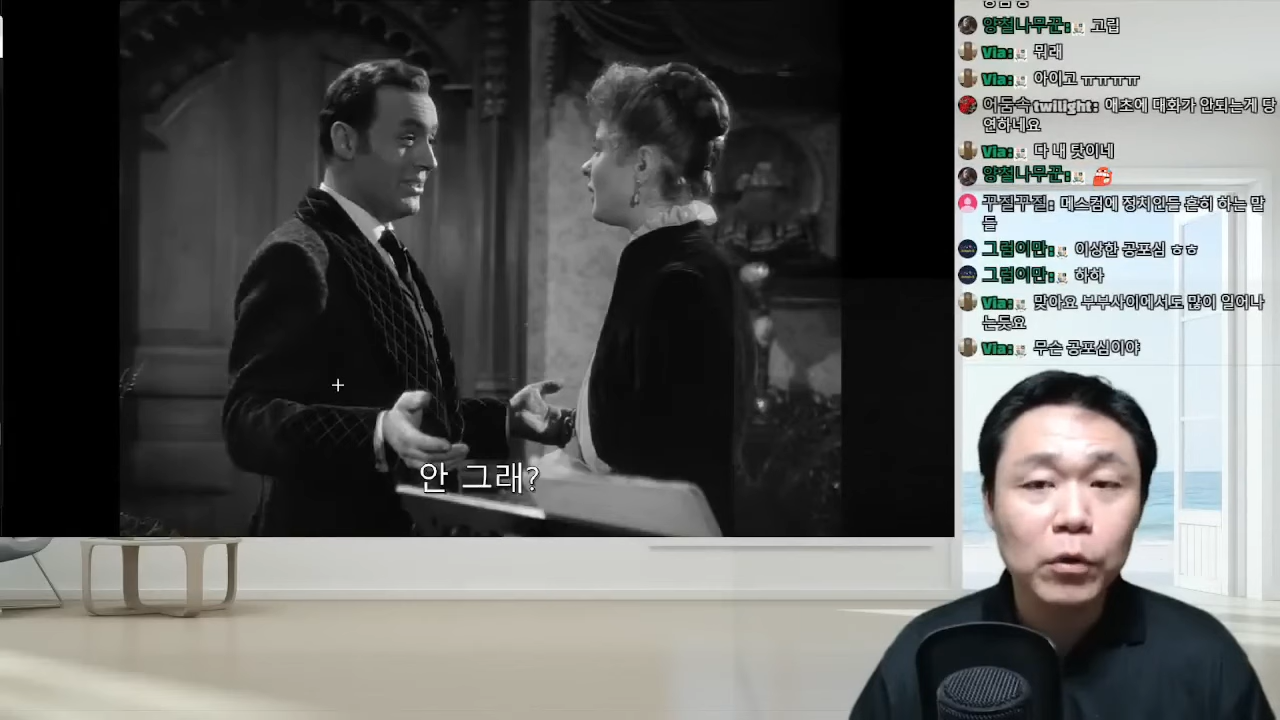 안 그래?
양철나무꾼: 고립
Via: 뭐래
Via: 아이고 ㅠㅠㅠㅠ
어둠속twilight: 애초에 대화가 안되는게 당
연하네요
Via: 다 내 탓이네
양철나무꾼:
꾸질꾸질: 매스컴에 정치인들 흔히 하는 말
들
그럼이만: 이상한 공포심 ㅎㅎ
그럼이만: 하하
Via: 맞아요 부부사이에서도 많이 일어나
는듯요
Via: 무슨 공포심이야